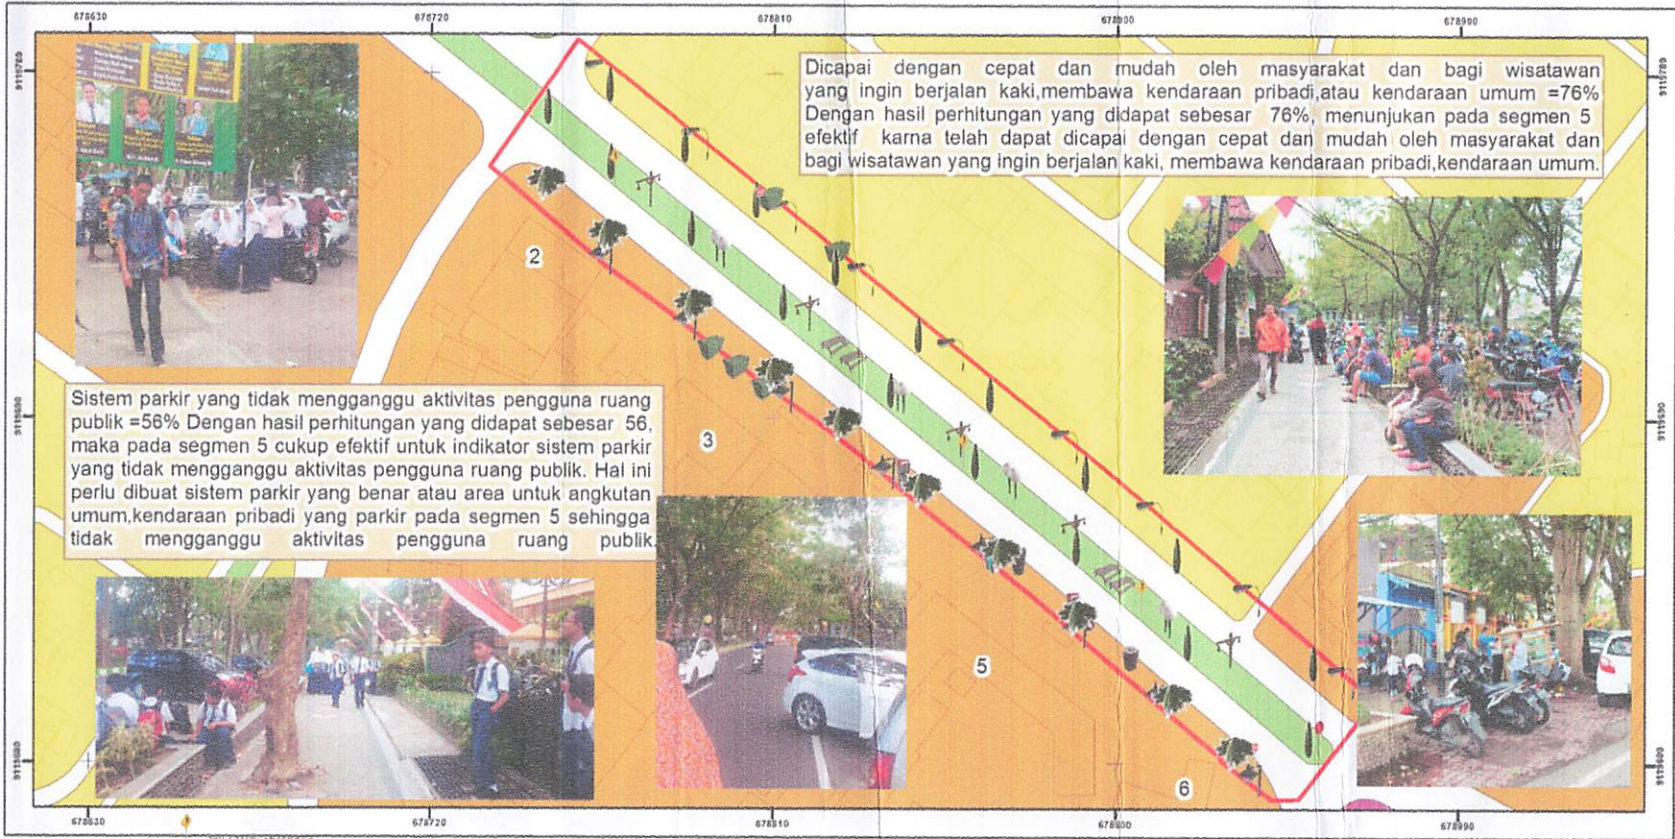 678630 678720 678810 678900 678990
9119780
9119780
Dicapai dengan cepat dan mudah oleh masyarakat dan bagi wisatawan
yang ingin berjalan kaki,membawa kendaraan pribadi,atau kendaraan umum =76%
Dengan hasil perhitungan yang didapat sebesar 76%, menunjukan pada segmen 5
efektif karna telah dapat dicapai dengan cepat dan mudah oleh masyarakat dan
bagi wisatawan yang ingin berjalan kaki, membawa kendaraan pribadi,kendaraan umum.
2
Sistem parkir yang tidak mengganggu aktivitas pengguna ruang
publik =56% Dengan hasil perhitungan yang didapat sebesar 56,
maka pada segmen 5 cukup efektif untuk indikator sistem parkir
yang tidak mengganggu aktivitas pengguna ruang publik. Hal ini
perlu dibuat sistem parkir yang benar atau area untuk angkutan
umum,kendaraan pribadi yang parkir pada segmen 5 sehingga
tidak mengganggu aktivitas pengguna ruang publik.
9119690
9119690
3
5
6
9119600
9119600
678630 678720 678810 678900 678990